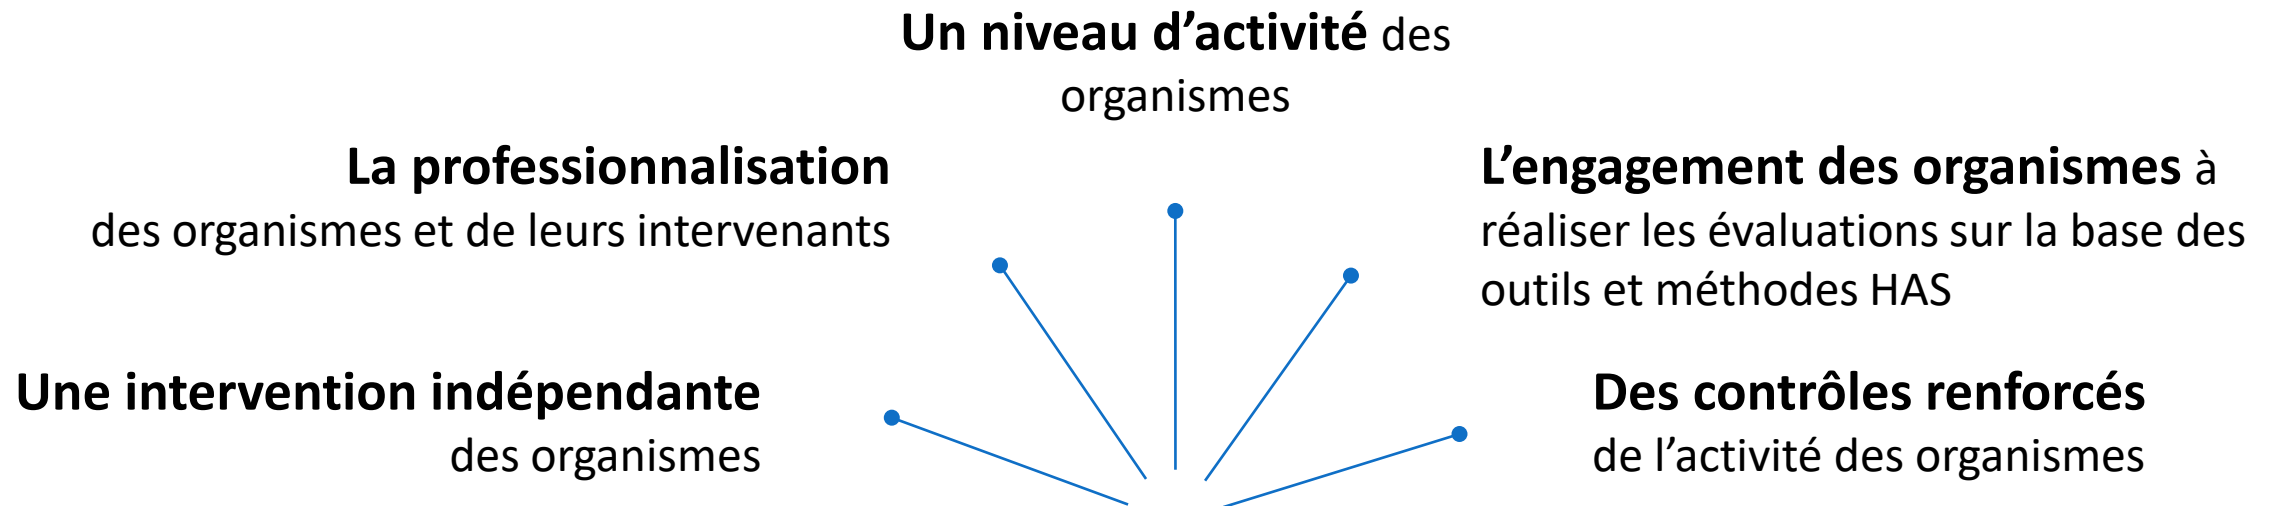 Un niveau d’activité des
organismes
La professionnalisation
des organismes et de leurs intervenants
L’engagement des organismes à
réaliser les évaluations sur la base des
outils et méthodes HAS
Une intervention indépendante
des organismes
Des contrôles renforcés
de l’activité des organismes